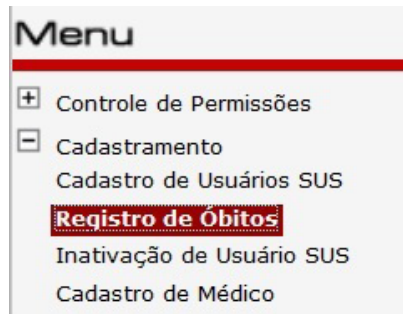 Menu
Controle de Permissões
Cadastramento
Cadastro de Usuários SUS
Registro de Óbitos
Inativação de Usuário SUS
Cadastro de Médico